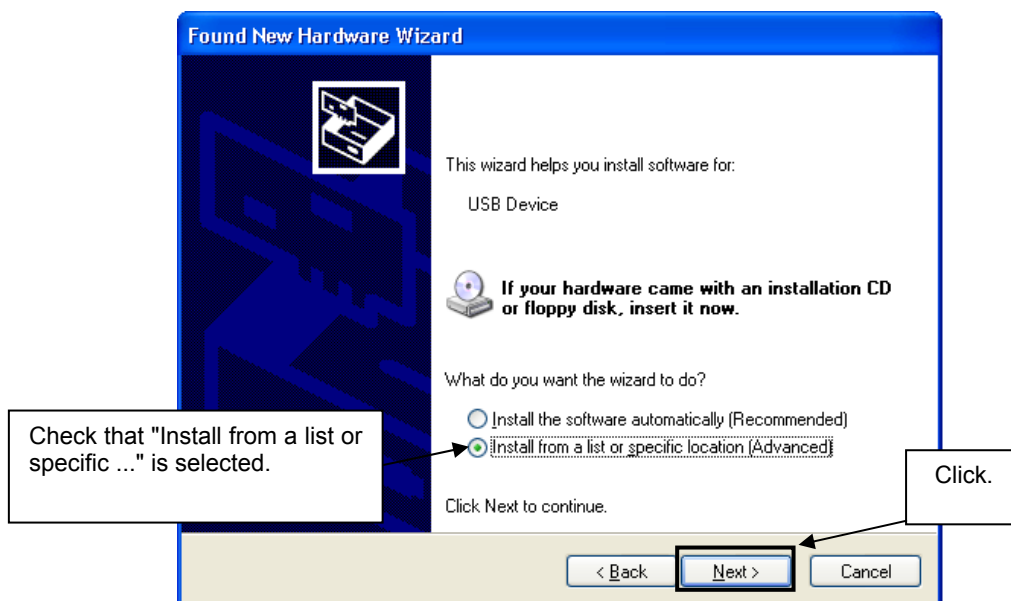 Found New Hardware Wizard
This wizard helps you install software for:
USB Device
If your hardware came with an installation CD
or floppy disk, insert it now.
What do you want the wizard to do?
Install the software automatically (Recommended)
Install from a list or specific location (Advanced)
Check that "Install from a list or
specific ..." is selected.
Click Next to continue.
Click.
< Back
Next >
Cancel